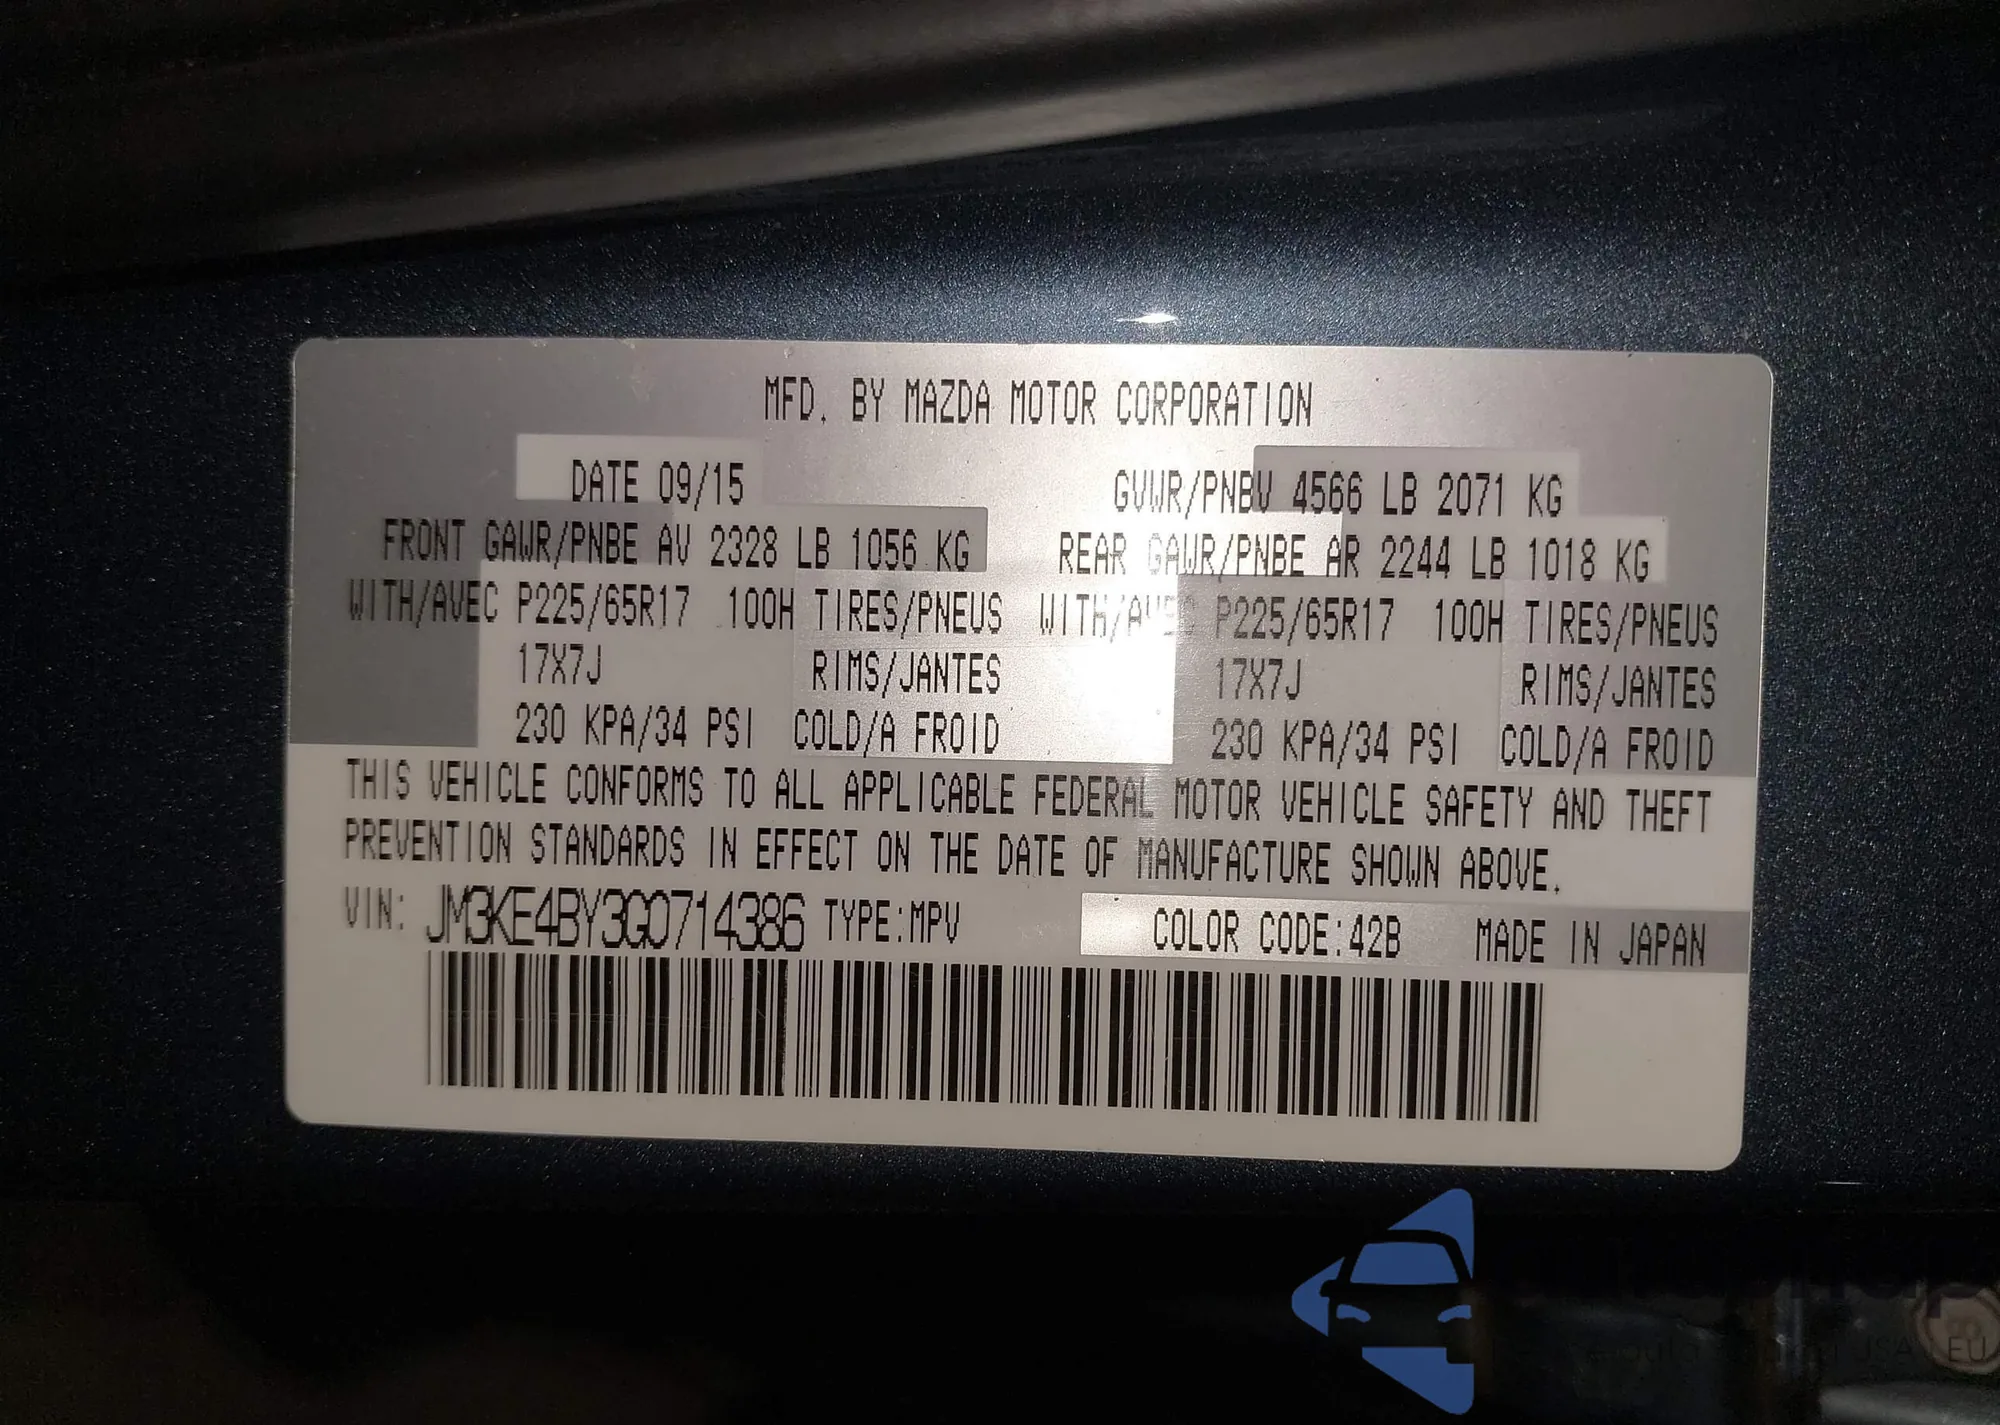 MFD. BY MAZDA MOTOR CORPORATION
DATE 09/15 GVWR/PNBV 4566 LB 2071 KG
FRONT GAWR/PNBE AV 2328 LB 1056 KG REAR GAWR/PNBE AR 2244 LB 1018 KG
WITH/AVEC P225/65R17 100H TIRES/PNEUS WITH/AVEC P225/65R17 100H TIRES/PNEUS
17X7J RIMS/JANTES 17X7J RIMS/JANTES
230 KPA/34 PSI COLD/A FROID 230 KPA/34 PSI COLD/A FROID
THIS VEHICLE CONFORMS TO ALL APPLICABLE FEDERAL MOTOR VEHICLE SAFETY AND THEFT
PREVENTION STANDARDS IN EFFECT ON THE DATE OF MANUFACTURE SHOWN ABOVE.
VIN: JM3KE4BY3G0714386 TYPE:MPV COLOR CODE:42B MADE IN JAPAN